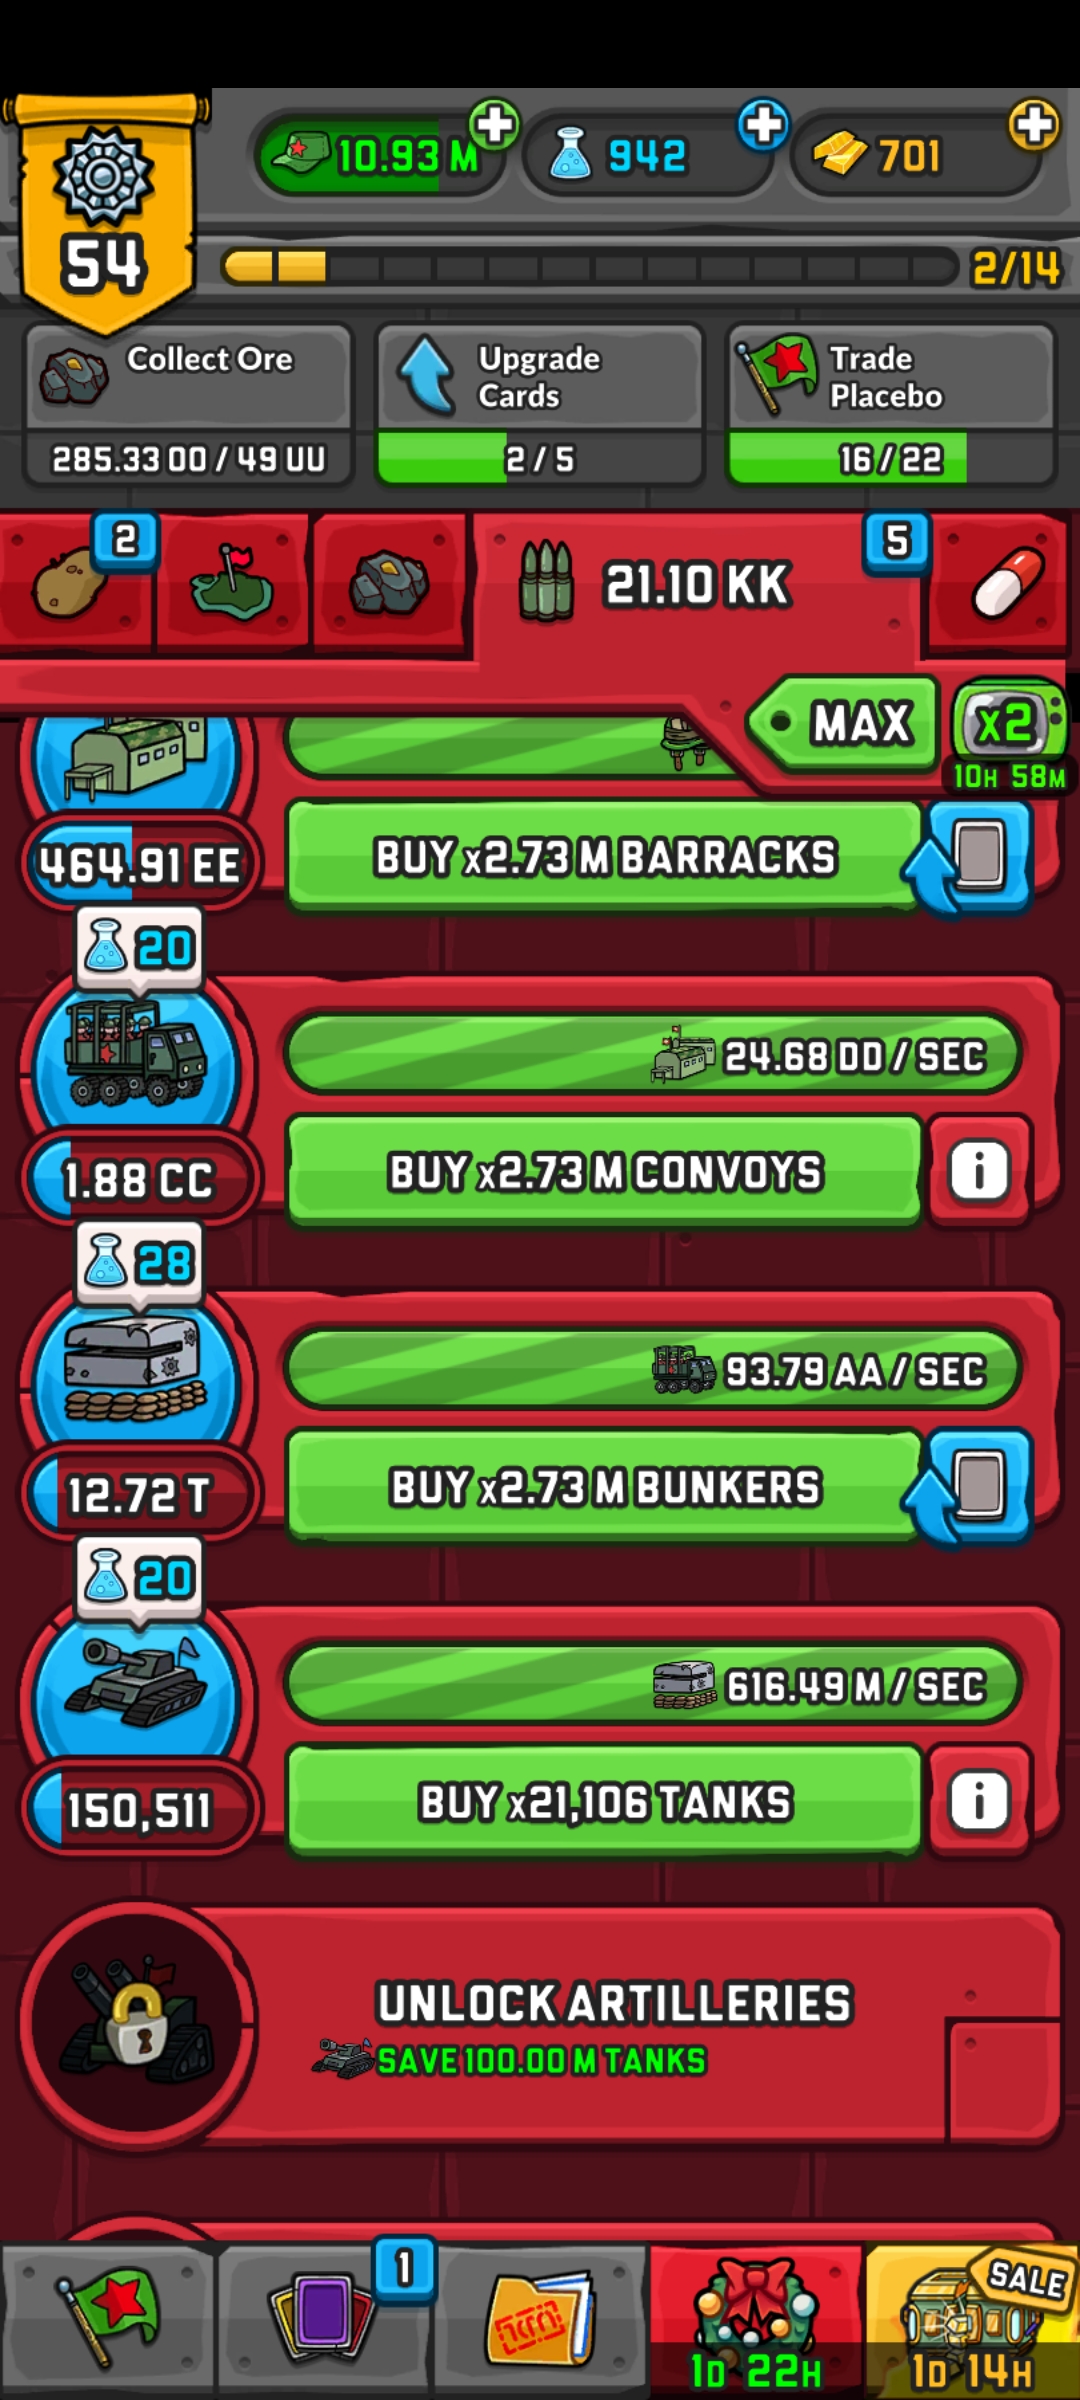 54
10.93 M
942
701
2/14
Collect Ore
285.33 OO / 49 UU
Upgrade
Cards
2 / 5
Trade
Placebo
16 / 22
2
21.10 KK
5
MAX
x2
10H 58M
464.91 EE
BUY x2.73 M BARRACKS
20
24.68 DD / SEC
1.88 CC
BUY x2.73 M CONVOYS
i
28
93.79 AA / SEC
12.72 T
BUY x2.73 M BUNKERS
20
616.49 M / SEC
150,511
BUY x21,106 TANKS
i
UNLOCK ARTILLERIES
SAVE 100.00 M TANKS
1
1D 22H
SALE
1D 14H